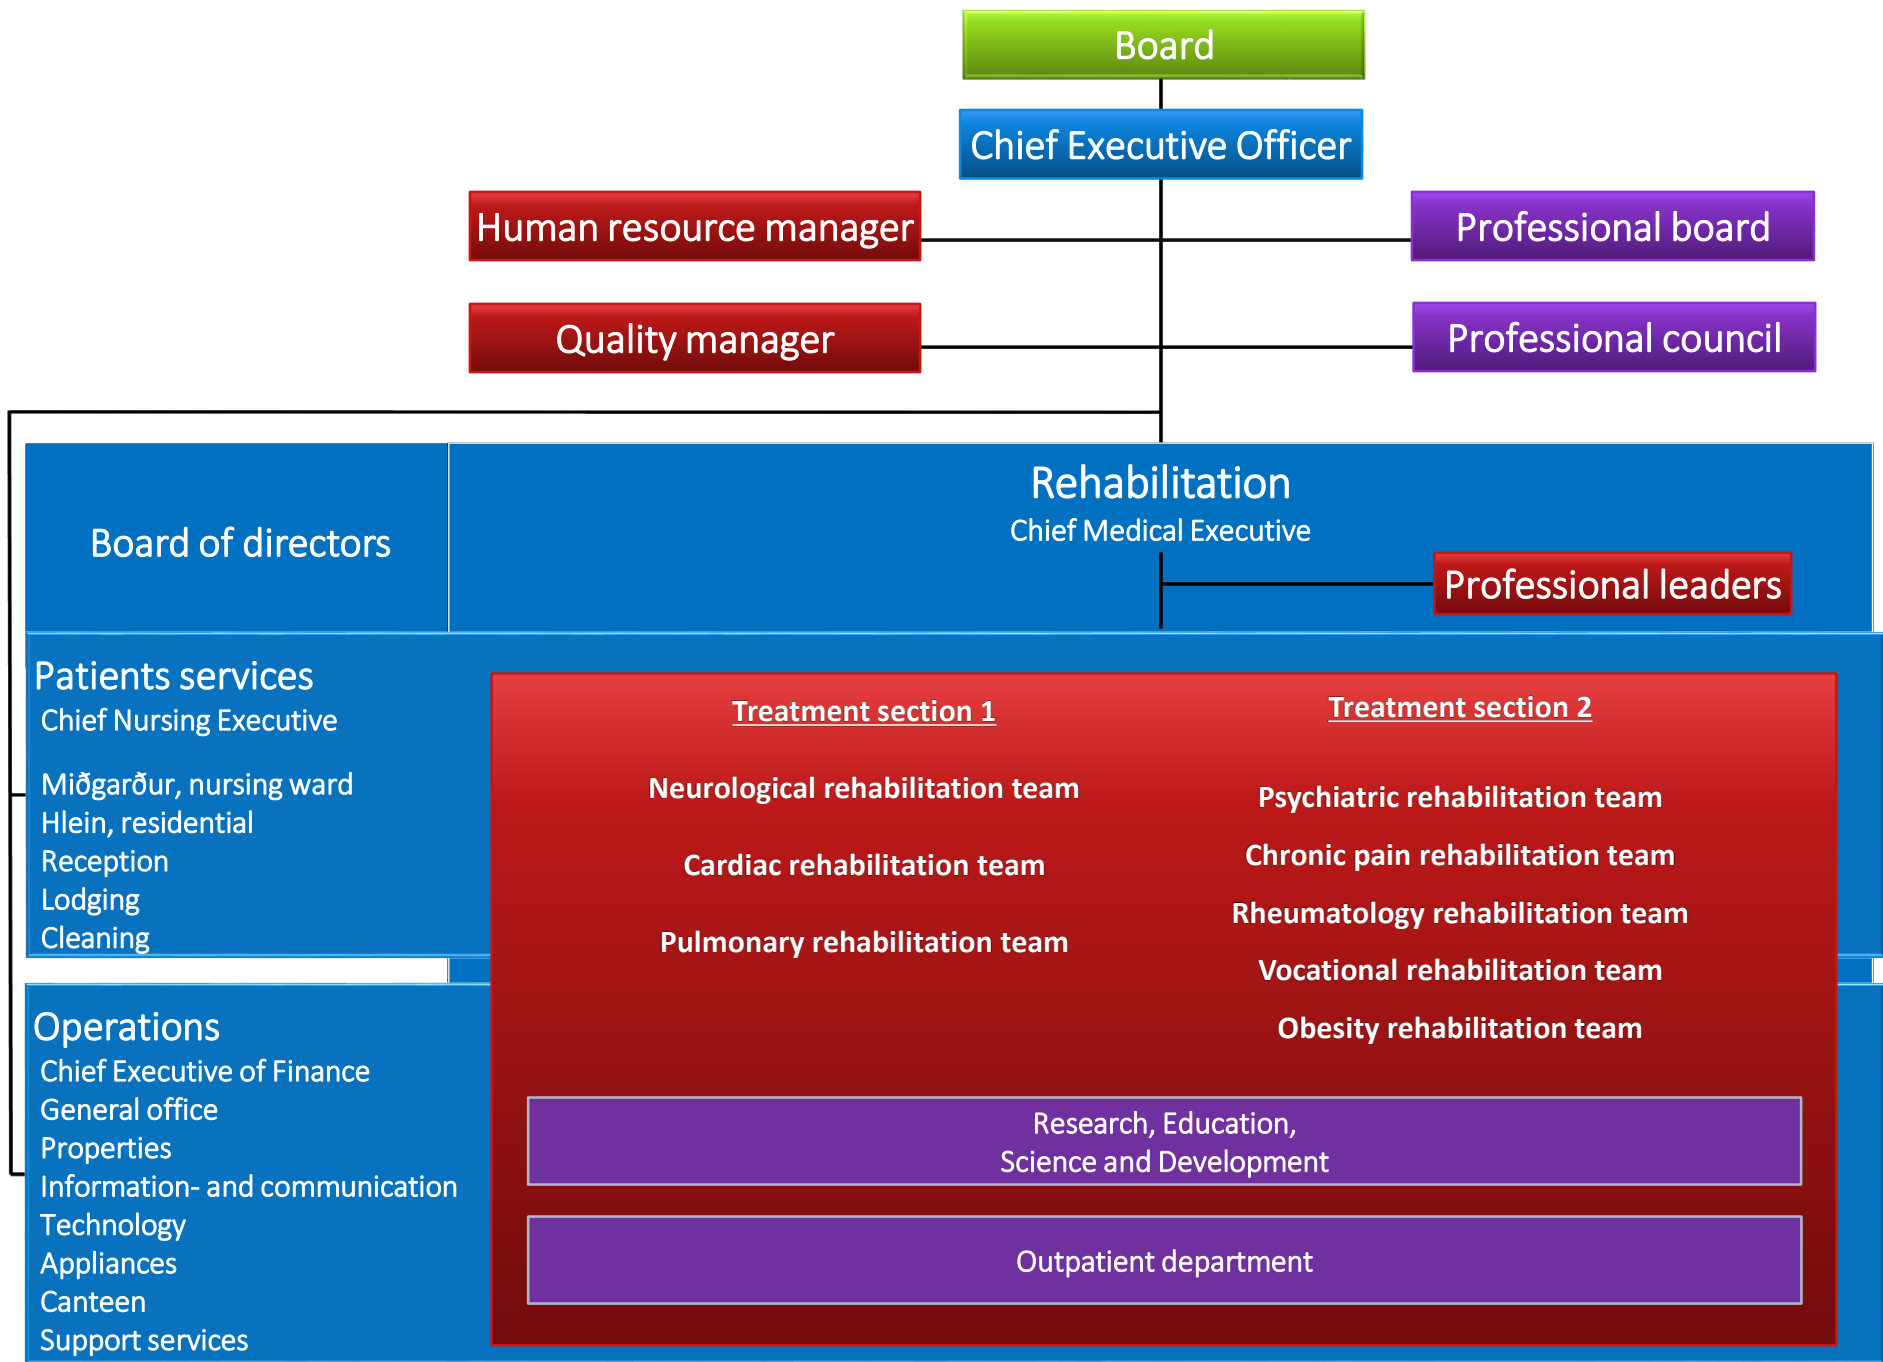 Board
Chief Executive Officer
Human resource manager
Professional board
Quality manager
Professional council
Board of directors
Rehabilitation
Chief Medical Executive
Professional leaders
Patients services
Chief Nursing Executive
Miðgarður, nursing ward
Hlein, residential
Reception
Lodging
Cleaning
Treatment section 1
Neurological rehabilitation team
Cardiac rehabilitation team
Pulmonary rehabilitation team
Treatment section 2
Psychiatric rehabilitation team
Chronic pain rehabilitation team
Rheumatology rehabilitation team
Vocational rehabilitation team
Obesity rehabilitation team
Operations
Chief Executive of Finance
General office
Properties
Information- and communication
Technology
Appliances
Canteen
Support services
Research, Education,
Science and Development
Outpatient department